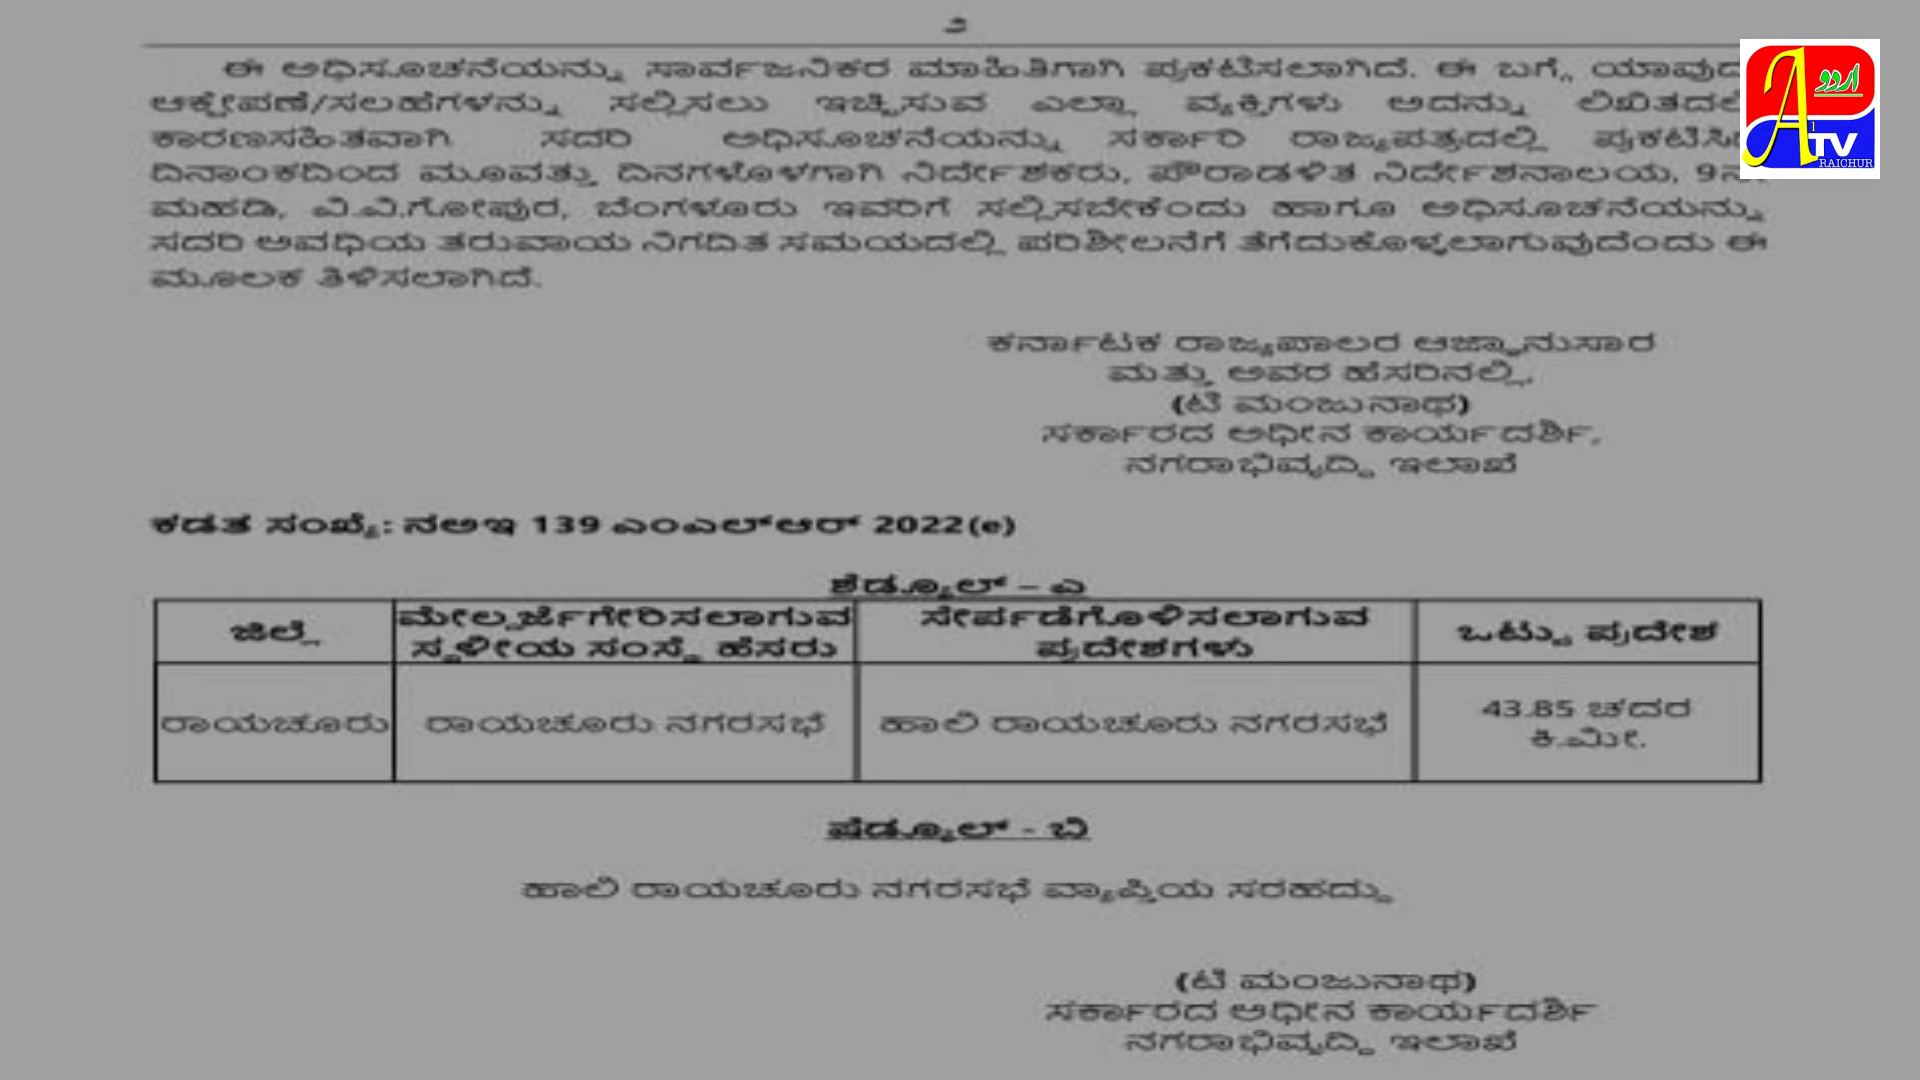 ೨
ಈ ಅಧಿಸೂಚನೆಯನ್ನು ಸಾರ್ವಜನಿಕರ ಮಾಹಿತಿಗಾಗಿ ಪ್ರಕಟಿಸಲಾಗಿದೆ. ಈ ಬಗ್ಗೆ
ಆಕ್ಷೇಪಣೆ/ಸಲಹೆಗಳನ್ನು ಸಲ್ಲಿಸಲು ಇಚ್ಛಿಸುವ ಎಲ್ಲಾ ವ್ಯಕ್ತಿಗಳು ಅದನ್ನು
ಕಾರಣಸಹಿತವಾಗಿ ಸದರಿ ಅಧಿಸೂಚನೆಯನ್ನು ಸರ್ಕಾರಿ ರಾಜ್ಯಪತ್ರದಲ್ಲಿ
ದಿನಾಂಕದಿಂದ ಮೂವತ್ತು ದಿನಗಳೊಳಗಾಗಿ ನಿರ್ದೇಶಕರು, ಪೌರಾಡಳಿತ ನಿರ್ದೇಶನಾಲಯ,
ಮಹಡಿ, ವಿ.ವಿ.ಗೋಪುರ, ಬೆಂಗಳೂರು ಇವರಿಗೆ ಸಲ್ಲಿಸಬೇಕೆಂದು ಹಾಗೂ ಅಧಿಸೂಚನೆಯನ್ನು
ಸದರಿ ಅವಧಿಯ ತರುವಾಯ ನಿಗದಿತ ಸಮಯದಲ್ಲಿ ಪರಿಶೀಲನೆಗೆ ತೆಗೆದುಕೊಳ್ಳಲಾಗುವುದೆಂದು ಈ
ಮೂಲಕ ತಿಳಿಸಲಾಗಿದೆ.
ಕರ್ನಾಟಕ ರಾಜ್ಯಪಾಲರ ಆಜ್ಞಾನುಸಾರ
ಮತ್ತು ಅವರ ಹೆಸರಿನಲ್ಲಿ,
(ಟಿ ಮಂಜುನಾಥ)
ಸರ್ಕಾರದ ಅಧೀನ ಕಾರ್ಯದರ್ಶಿ,
ನಗರಾಭಿವೃದ್ಧಿ ಇಲಾಖೆ
ಕಡತ ಸಂಖ್ಯೆ: ನಅಇ 139 ಎಂಎಲ್ಆರ್ 2022(e)
ಶೆಡ್ಯೂಲ್ – ಎ
ಜಿಲ್ಲೆ
ಮೇಲ್ದರ್ಜೆಗೇರಿಸಲಾಗುವ
ಸ್ಥಳೀಯ ಸಂಸ್ಥೆ ಹೆಸರು
ಸೇರ್ಪಡೆಗೊಳಿಸಲಾಗುವ
ಪ್ರದೇಶಗಳು
ಒಟ್ಟು ಪ್ರದೇಶ
ರಾಯಚೂರು
ರಾಯಚೂರು ನಗರಸಭೆ
ಹಾಲಿ ರಾಯಚೂರು ನಗರಸಭೆ
43.85 ಚದರ
ಕಿ.ಮೀ.
ಷೆಡ್ಯೂಲ್ - ಬಿ
ಹಾಲಿ ರಾಯಚೂರು ನಗರಸಭೆ ವ್ಯಾಪ್ತಿಯ ಸರಹದ್ದು
(ಟಿ ಮಂಜುನಾಥ)
ಸರ್ಕಾರದ ಅಧೀನ ಕಾರ್ಯದರ್ಶಿ
ನಗರಾಭಿವೃದ್ಧಿ ಇಲಾಖೆ
اردو
A1
TV
RAICHUR